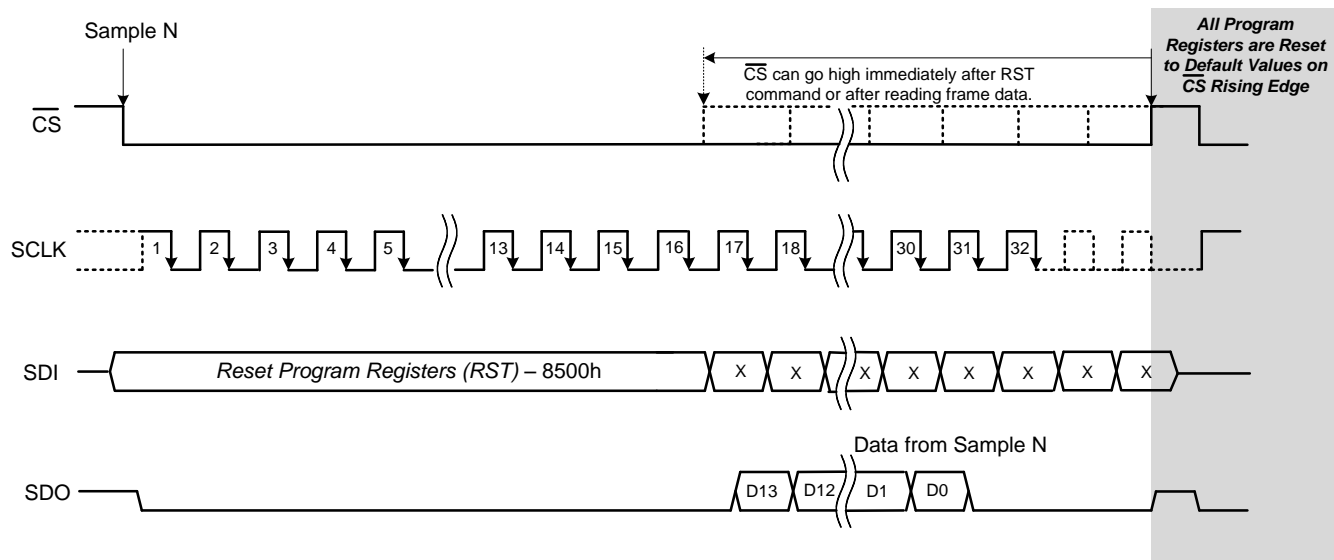 Sample N
All Program
Registers are Reset
to Default Values on
CS Rising Edge
CS can go high immediately after RST
command or after reading frame data.
CS
SCLK
1 2 3 4 5 13 14 15 16 17 18 30 31 32
SDI
Reset Program Registers (RST) – 8500h
X X X X X X X X
Data from Sample N
SDO
D13 D12 D1 D0